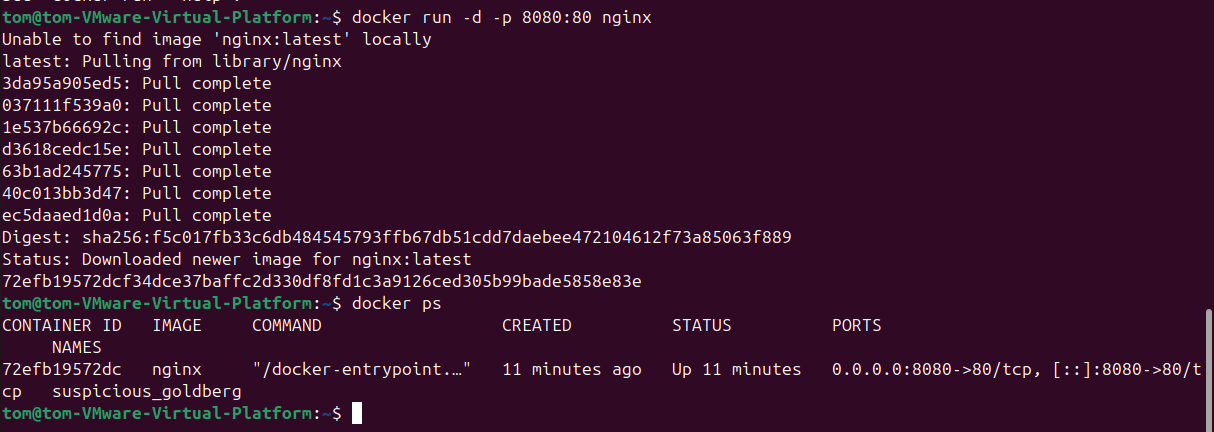 tom@tom-VMware-Virtual-Platform:~$ docker run -d -p 8080:80 nginx
Unable to find image 'nginx:latest' locally
latest: Pulling from library/nginx
3da95a905ed5: Pull complete
037111f539a0: Pull complete
1e537b66692c: Pull complete
d3618cedc15e: Pull complete
63b1ad245775: Pull complete
40c013bb3d47: Pull complete
ec5daaed1d0a: Pull complete
Digest: sha256:f5c017fb33c6db484545793ffb67db51cdd7daebee472104612f73a85063f889
Status: Downloaded newer image for nginx:latest
72efb19572dcf34dce37baffc2d330df8fd1c3a9126ced305b99bade5858e83e
tom@tom-VMware-Virtual-Platform:~$ docker ps
CONTAINER ID   IMAGE     COMMAND                  CREATED          STATUS          PORTS
     NAMES
72efb19572dc   nginx     "/docker-entrypoint.…"   11 minutes ago   Up 11 minutes   0.0.0.0:8080->80/tcp, [::]:8080->80/t
cp   suspicious_goldberg
tom@tom-VMware-Virtual-Platform:~$